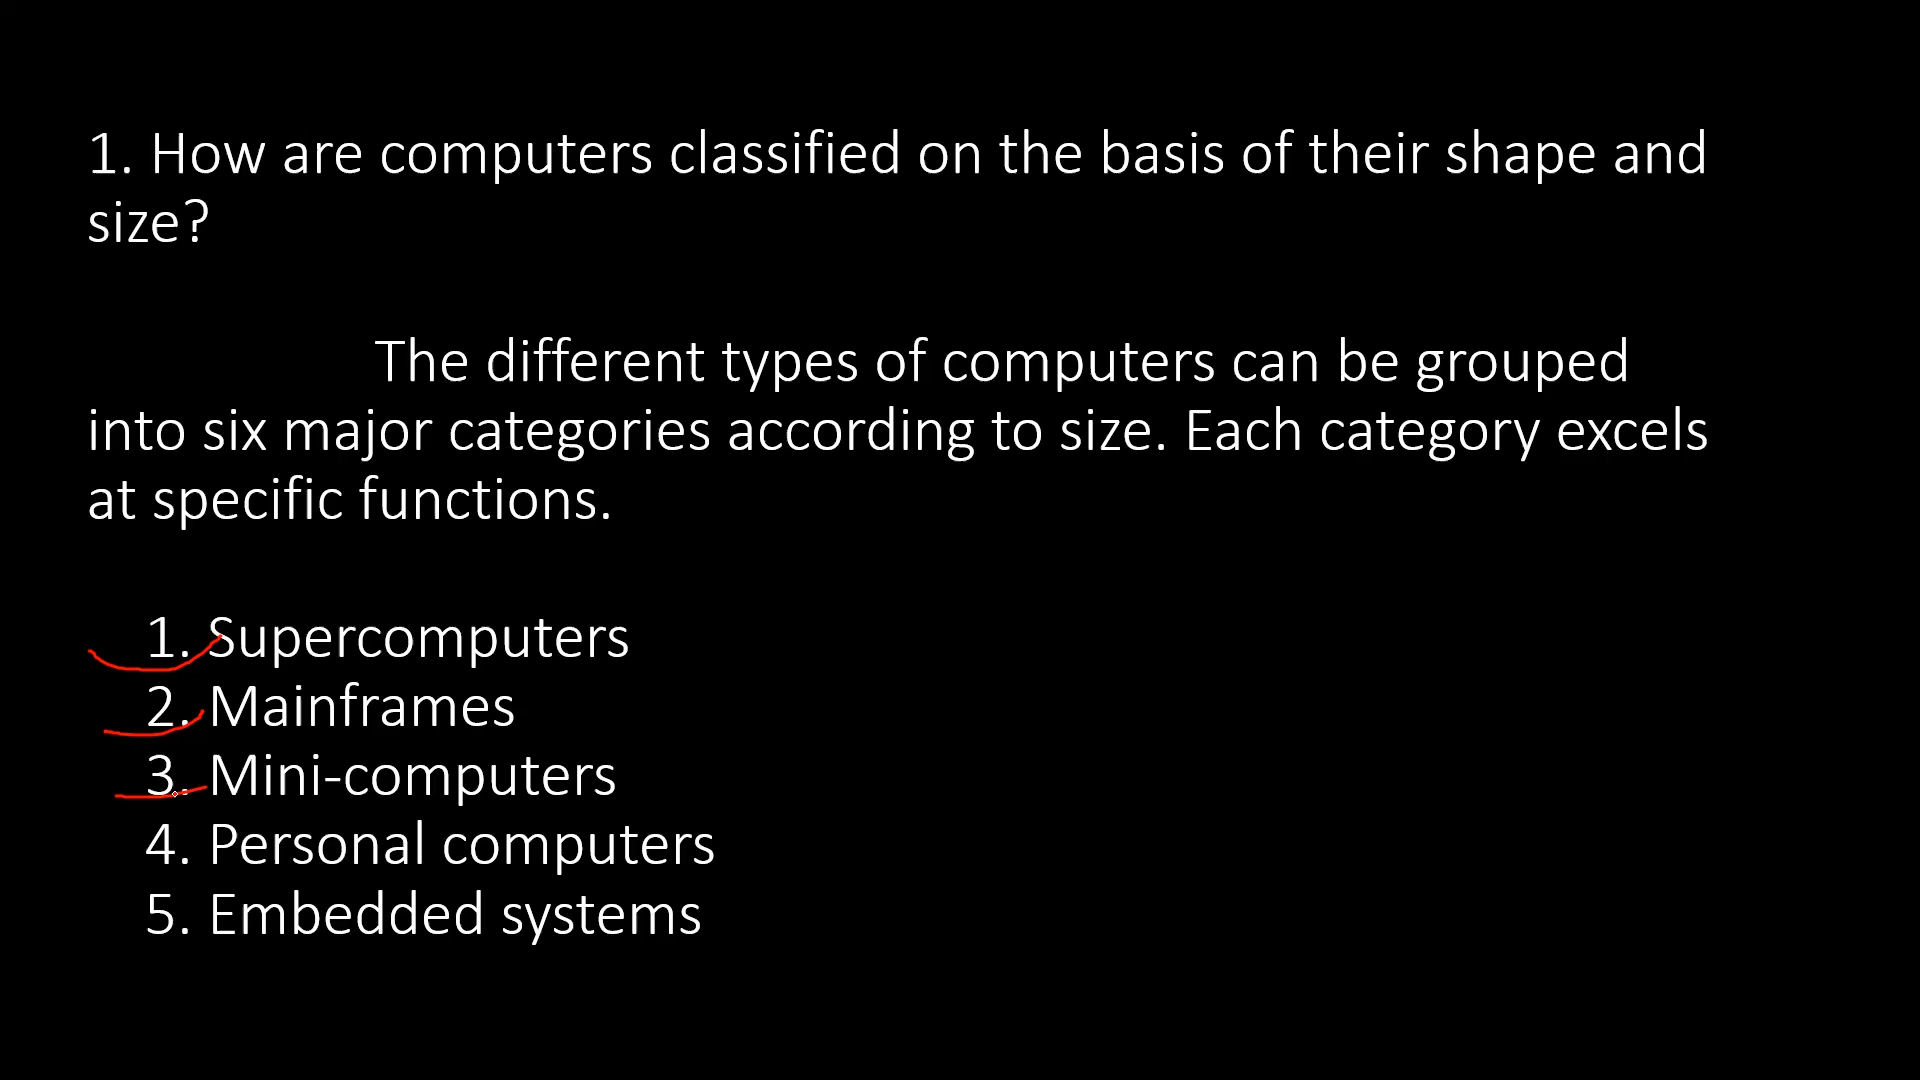 1. How are computers classified on the basis of their shape and
size?
The different types of computers can be grouped
into six major categories according to size. Each category excels
at specific functions.
1. Supercomputers
2. Mainframes
3. Mini-computers
4. Personal computers
5. Embedded systems